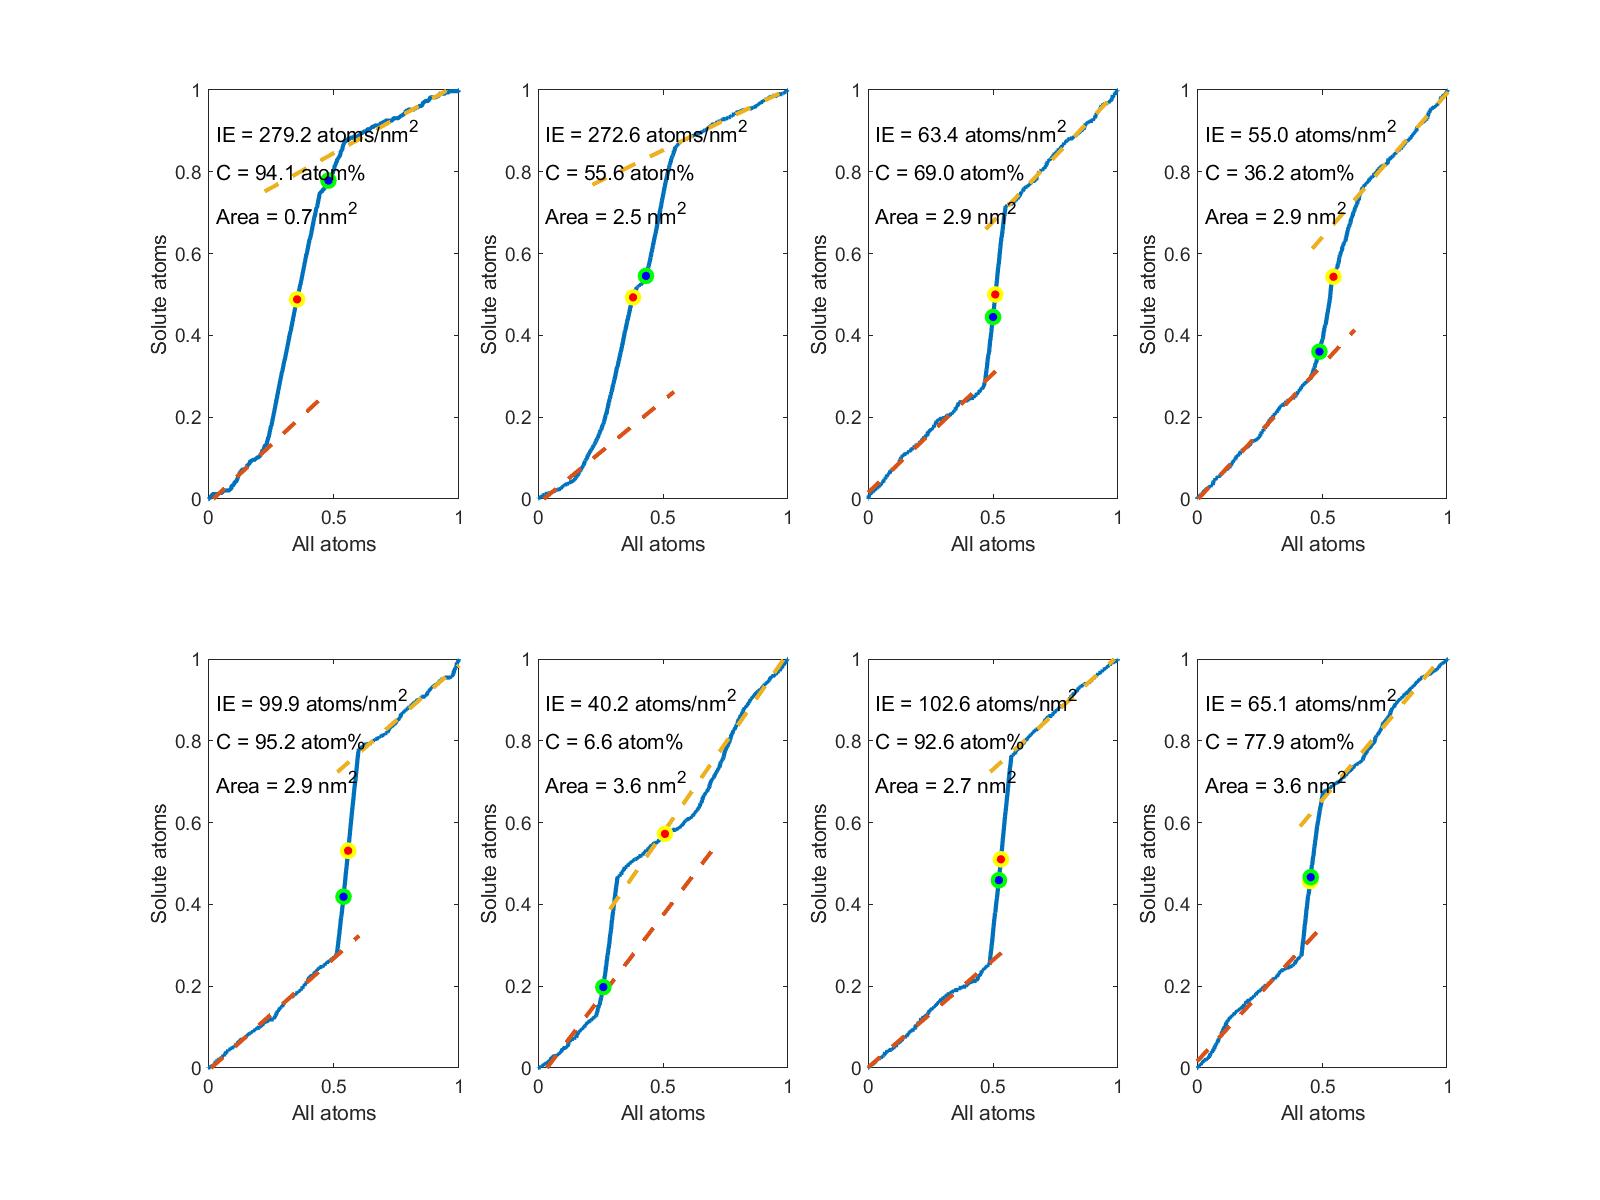 1
0.8
0.6
0.4
0.2
0
0 0.5 1
Solute atoms
All atoms
IE = 279.2 atoms/nm2
C = 94.1 atom%
Area = 0.7 nm2
1
0.8
0.6
0.4
0.2
0
0 0.5 1
Solute atoms
All atoms
IE = 272.6 atoms/nm2
C = 55.6 atom%
Area = 2.5 nm2
1
0.8
0.6
0.4
0.2
0
0 0.5 1
Solute atoms
All atoms
IE = 63.4 atoms/nm2
C = 69.0 atom%
Area = 2.9 nm2
1
0.8
0.6
0.4
0.2
0
0 0.5 1
Solute atoms
All atoms
IE = 55.0 atoms/nm2
C = 36.2 atom%
Area = 2.9 nm2
1
0.8
0.6
0.4
0.2
0
0 0.5 1
Solute atoms
All atoms
IE = 99.9 atoms/nm2
C = 95.2 atom%
Area = 2.9 nm2
1
0.8
0.6
0.4
0.2
0
0 0.5 1
Solute atoms
All atoms
IE = 40.2 atoms/nm2
C = 6.6 atom%
Area = 3.6 nm2
1
0.8
0.6
0.4
0.2
0
0 0.5 1
Solute atoms
All atoms
IE = 102.6 atoms/nm2
C = 92.6 atom%
Area = 2.7 nm2
1
0.8
0.6
0.4
0.2
0
0 0.5 1
Solute atoms
All atoms
IE = 65.1 atoms/nm2
C = 77.9 atom%
Area = 3.6 nm2